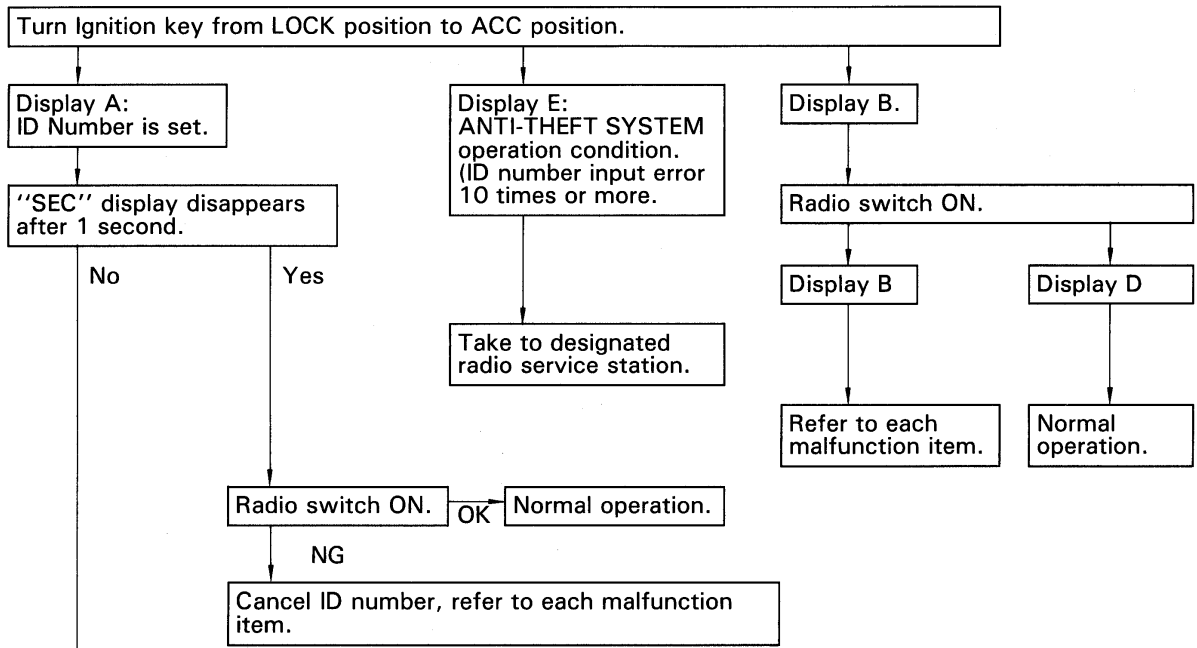 Turn Ignition key from LOCK position to ACC position.
Display A:
ID Number is set.
Display E:
ANTI-THEFT SYSTEM
operation condition.
(ID number input error
10 times or more.
Display B.
"SEC" display disappears
after 1 second.
Radio switch ON.
No
Yes
Display B
Display D
Take to designated
radio service station.
Refer to each
malfunction item.
Normal
operation.
Radio switch ON.
OK
Normal operation.
NG
Cancel ID number, refer to each malfunction
item.